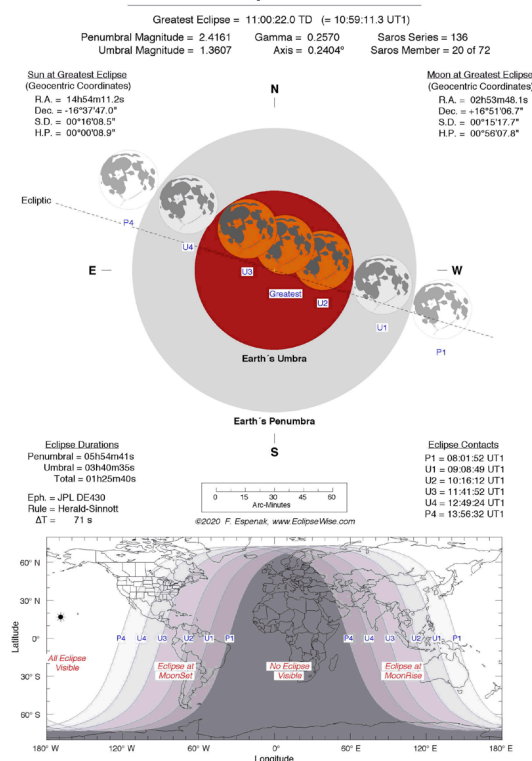 Greatest Eclipse = 11:00:22.0 TD (= 10:59:11.3 UT1)
Penumbral Magnitude = 2.4161 Gamma = 0.2570 Saros Series = 136
Umbral Magnitude = 1.3607 Axis = 0.2404° Saros Member = 20 of 72
Sun at Greatest Eclipse
(Geocentric Coordinates)
R.A. = 14h54m11.2s
Dec. = -16°37'47.0"
S.D. = 00°16'08.5"
H.P. = 00°00'08.9"
Moon at Greatest Eclipse
(Geocentric Coordinates)
R.A. = 02h53m48.1s
Dec. = +16°51'06.7"
S.D. = 00°15'17.7"
H.P. = 00°56'07.8"
N
Ecliptic
P4
U4
U3
Greatest
U2
U1
P1
E
W
Earth´s Umbra
Earth´s Penumbra
S
Eclipse Durations
Penumbral = 05h54m41s
Umbral = 03h40m35s
Total = 01h25m40s
Eph. = JPL DE430
Rule = Herald-Sinnott
ΔT = 71 s
0 15 30 45 60
Arc-Minutes
©2020 F. Espenak, www.EclipseWise.com
Eclipse Contacts
P1 = 08:01:52 UT1
U1 = 09:08:49 UT1
U2 = 10:16:12 UT1
U3 = 11:41:52 UT1
U4 = 12:49:24 UT1
P4 = 13:56:32 UT1
Latitude
60° N
30° N
0°
30° S
60° S
P4 U4 U3 U2 U1 P1
P4 U4 U3 U2 U1 P1
All Eclipse
Visible
Eclipse at
MoonSet
No Eclipse
Visible
Eclipse at
MoonRise
180° W 120° W 60° W 0° 60° E 120° E 180° E
Longitude